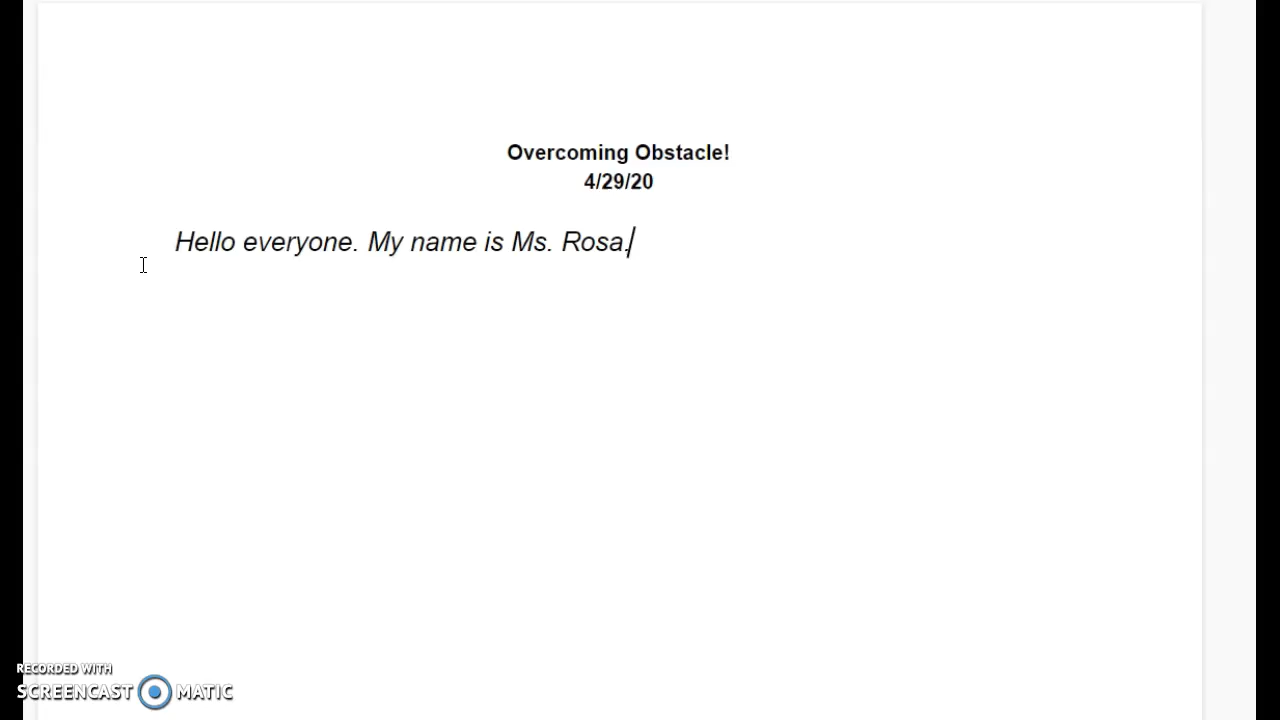 Overcoming Obstacle!
4/29/20
Hello everyone. My name is Ms. Rosa.
RECORDED WITH
SCREENCAST MATIC